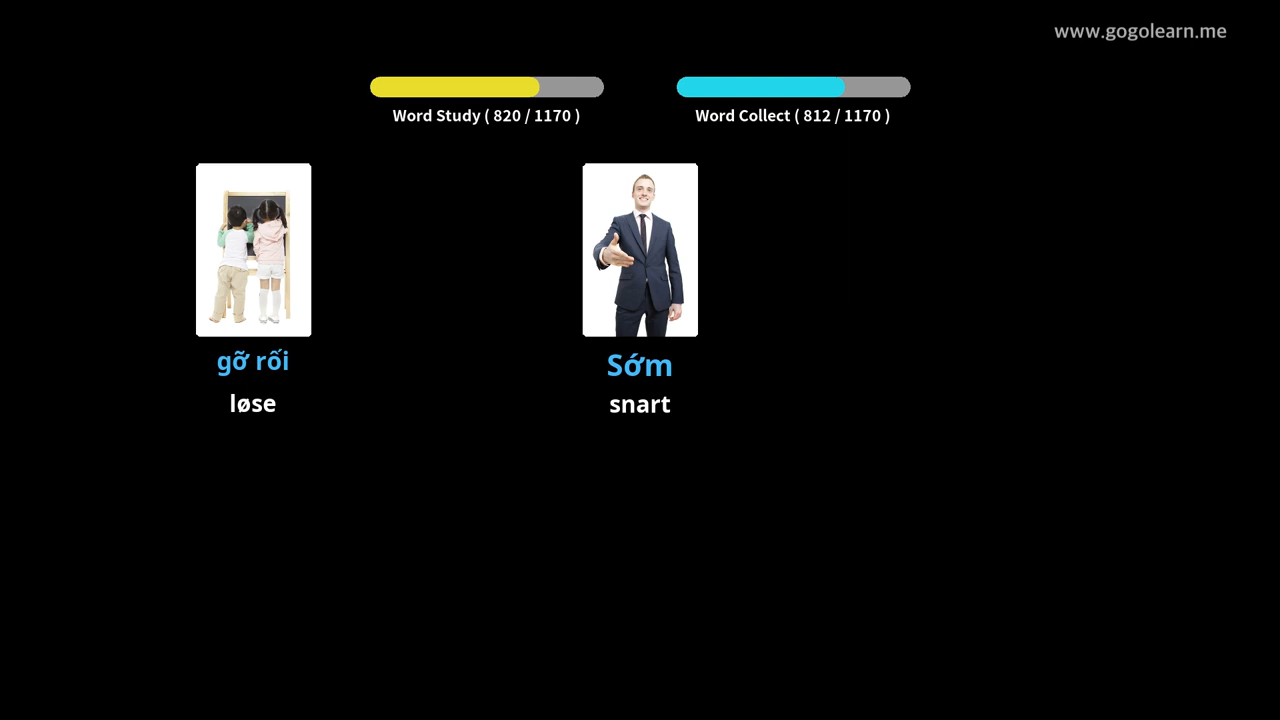 www.gogolearn.me
Word Study ( 820 / 1170 )
Word Collect ( 812 / 1170 )
gỡ rối
løse
Sớm
snart